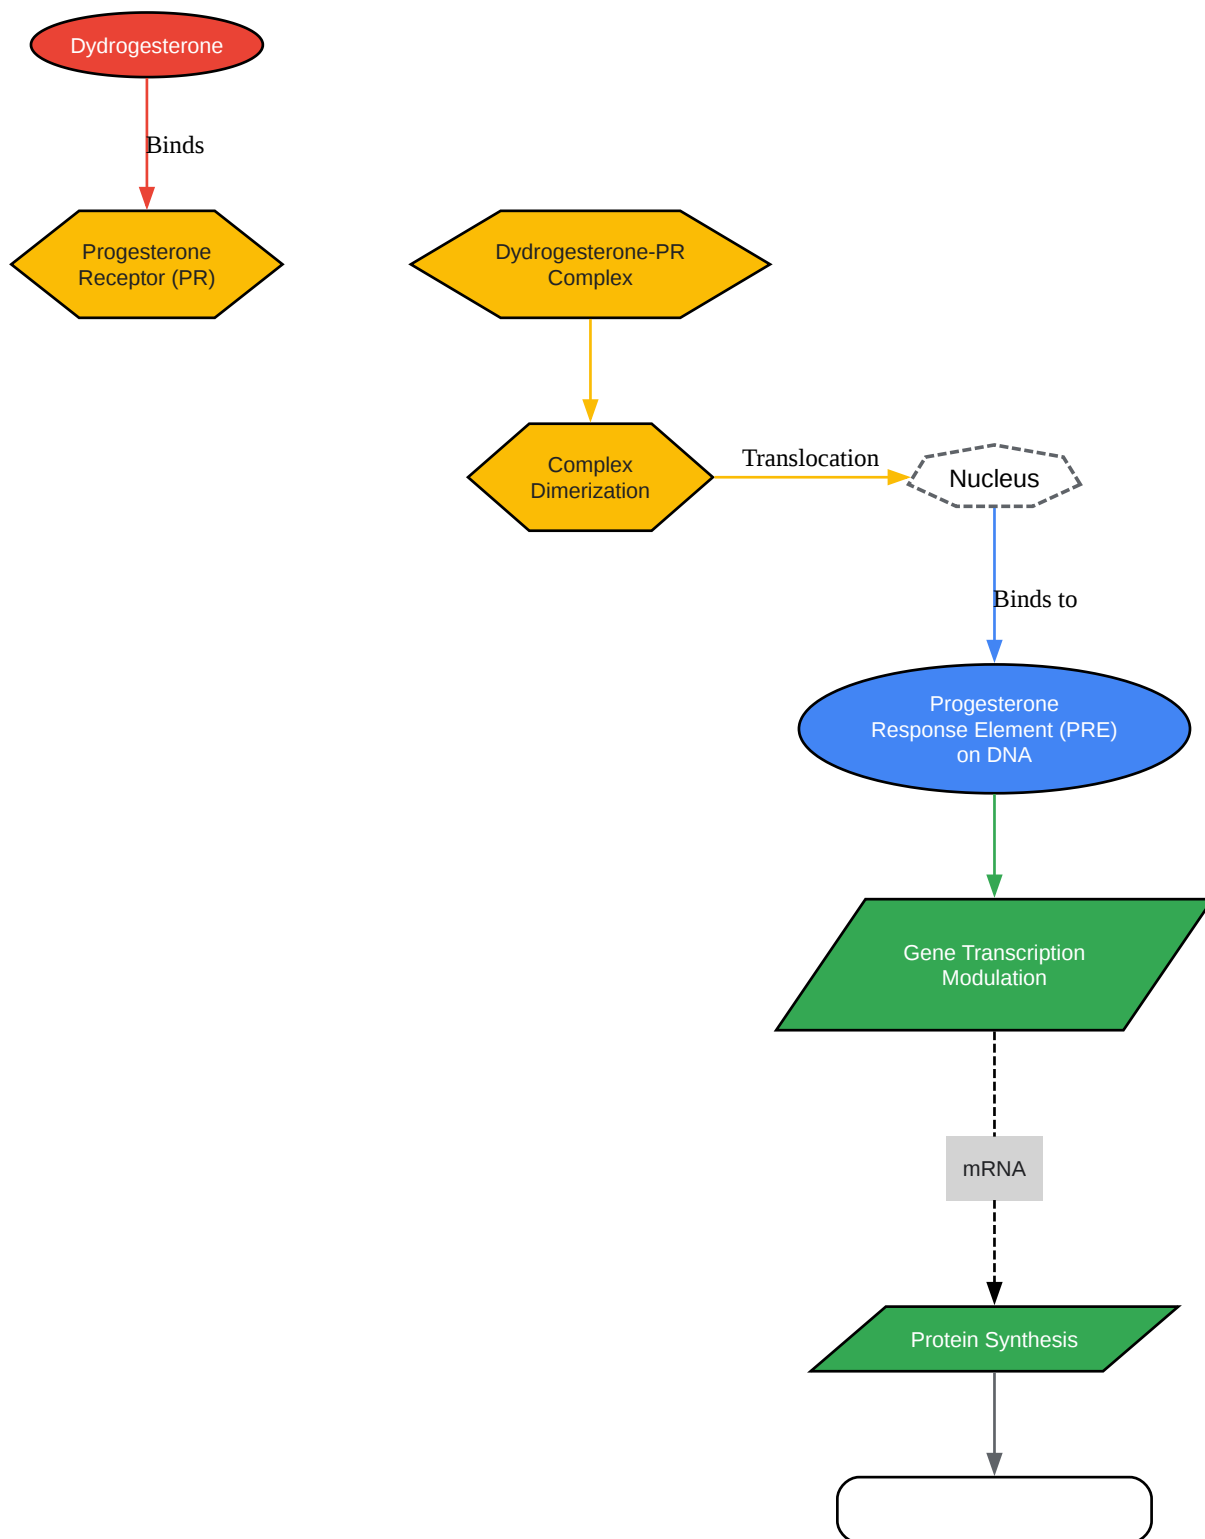 Dydrogesterone
Binds
Progesterone
Receptor (PR)
Dydrogesterone-PR
Complex
Complex
Dimerization
Translocation
Nucleus
Binds to
Progesterone
Response Element (PRE)
on DNA
Gene Transcription
Modulation
mRNA
Protein Synthesis